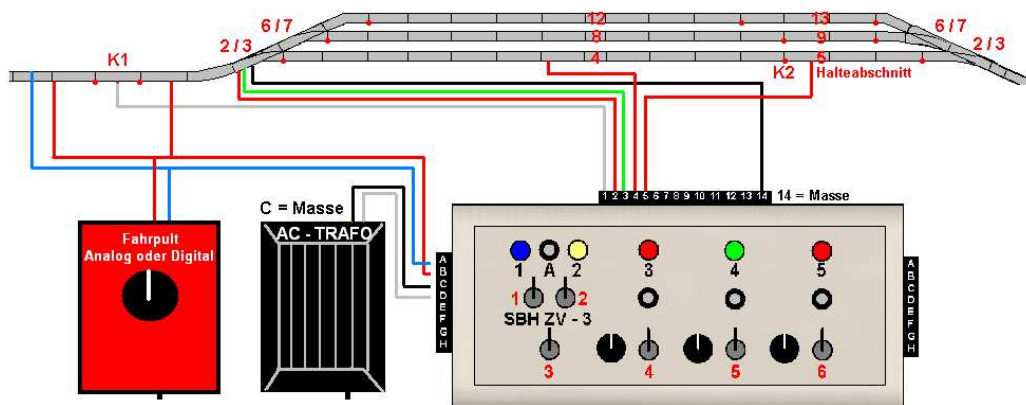 12 13
6 / 7 6 / 7
8 9
2 / 3 2 / 3
K1 4 K2 5 Halteabschnitt
1 2 3 4 5 6 7 8 9 10 11 12 13 14 14 = Masse
C = Masse
Fahrpult
Analog oder Digital
AC - TRAFO
A
B
C
D
E
F
G
H
1 A 2 3 4 5
1 2
SBH ZV - 3
3 4 5 6
A
B
C
D
E
F
G
H